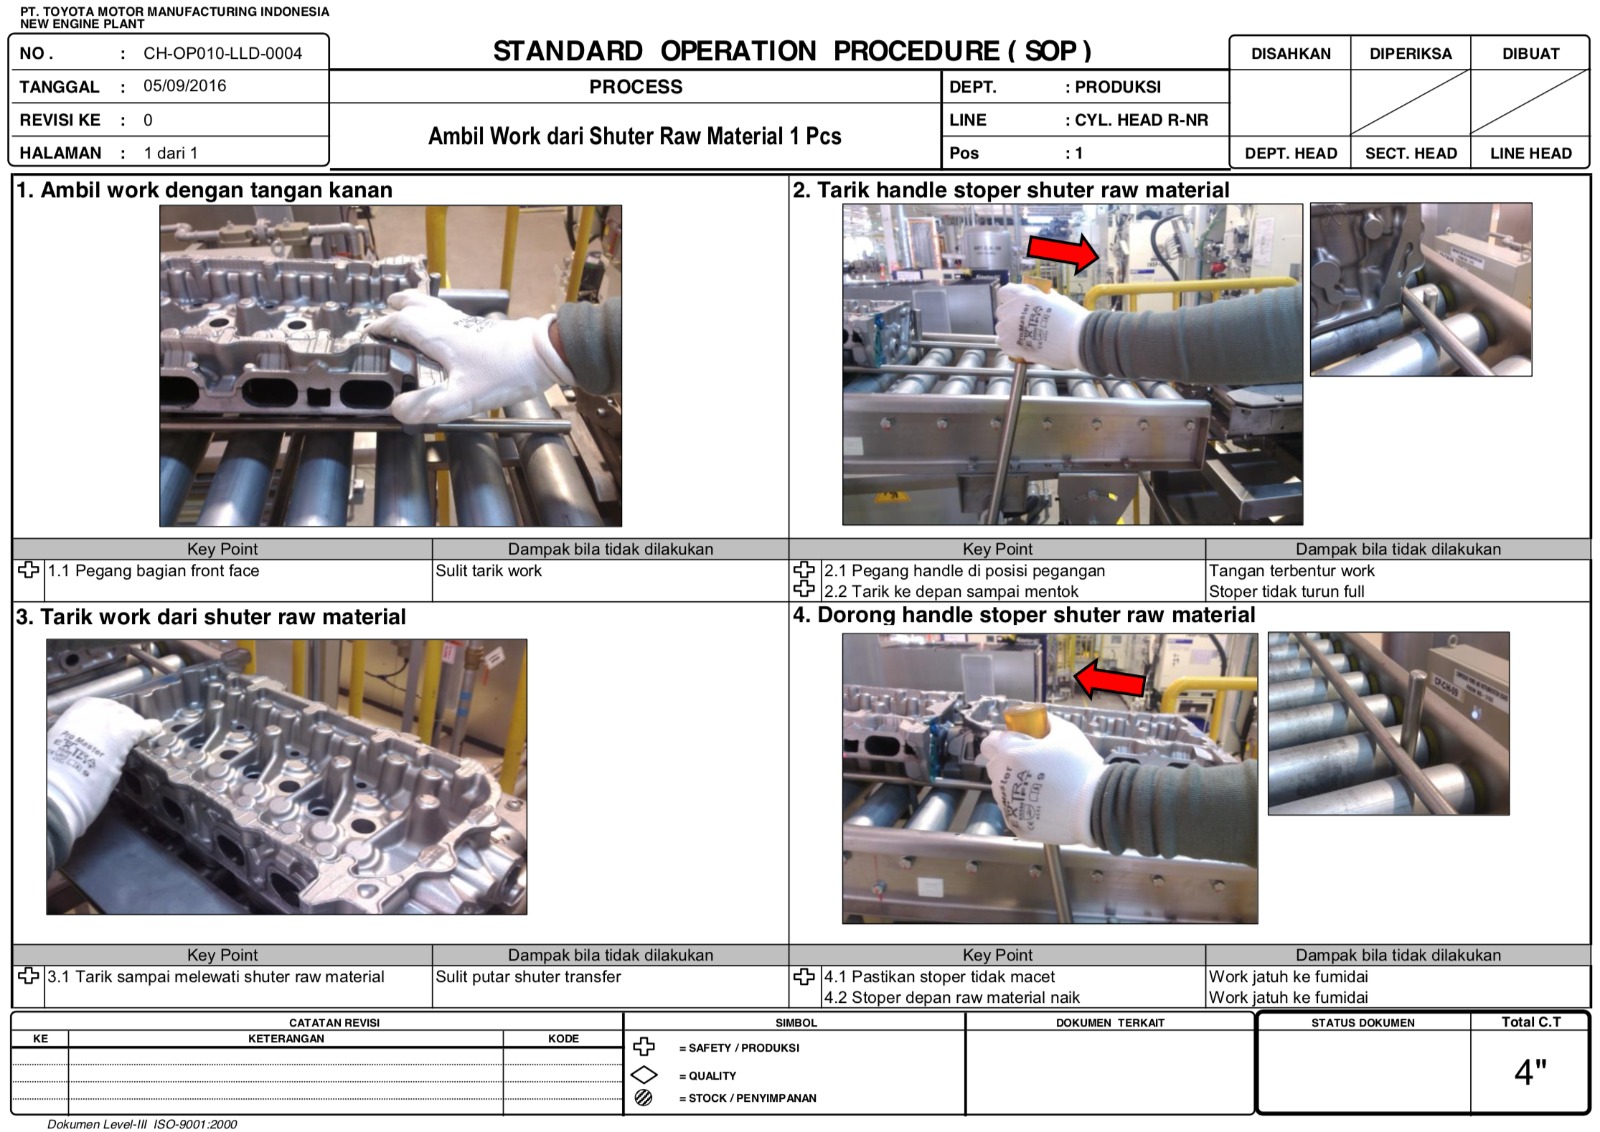 PT. TOYOTA MOTOR MANUFACTURING INDONESIA
NEW ENGINE PLANT
NO . : CH-OP010-LLD-0004
TANGGAL : 05/09/2016
REVISI KE : 0
HALAMAN : 1 dari 1
STANDARD OPERATION PROCEDURE ( SOP )
PROCESS
Ambil Work dari Shuter Raw Material 1 Pcs
DEPT. : PRODUKSI
LINE : CYL. HEAD R-NR
Pos : 1
DISAHKAN DIPERIKSA DIBUAT
DEPT. HEAD SECT. HEAD LINE HEAD
1. Ambil work dengan tangan kanan
Key Point Dampak bila tidak dilakukan
1.1 Pegang bagian front face Sulit tarik work
2. Tarik handle stoper shuter raw material
ProMaster
EXTRA
Key Point Dampak bila tidak dilakukan
2.1 Pegang handle di posisi pegangan Tangan terbentur work
2.2 Tarik ke depan sampai mentok Stoper tidak turun full
3. Tarik work dari shuter raw material
Pro Master
EXTRA
Key Point Dampak bila tidak dilakukan
3.1 Tarik sampai melewati shuter raw material Sulit putar shuter transfer
4. Dorong handle stoper shuter raw material
EXTRA
9
CP-CH-09
Key Point Dampak bila tidak dilakukan
4.1 Pastikan stoper tidak macet Work jatuh ke fumidai
4.2 Stoper depan raw material naik Work jatuh ke fumidai
CATATAN REVISI
KE KETERANGAN KODE
SIMBOL
= SAFETY / PRODUKSI
= QUALITY
= STOCK / PENYIMPANAN
DOKUMEN TERKAIT
STATUS DOKUMEN
Total C.T
4"
Dokumen Level-III ISO-9001:2000